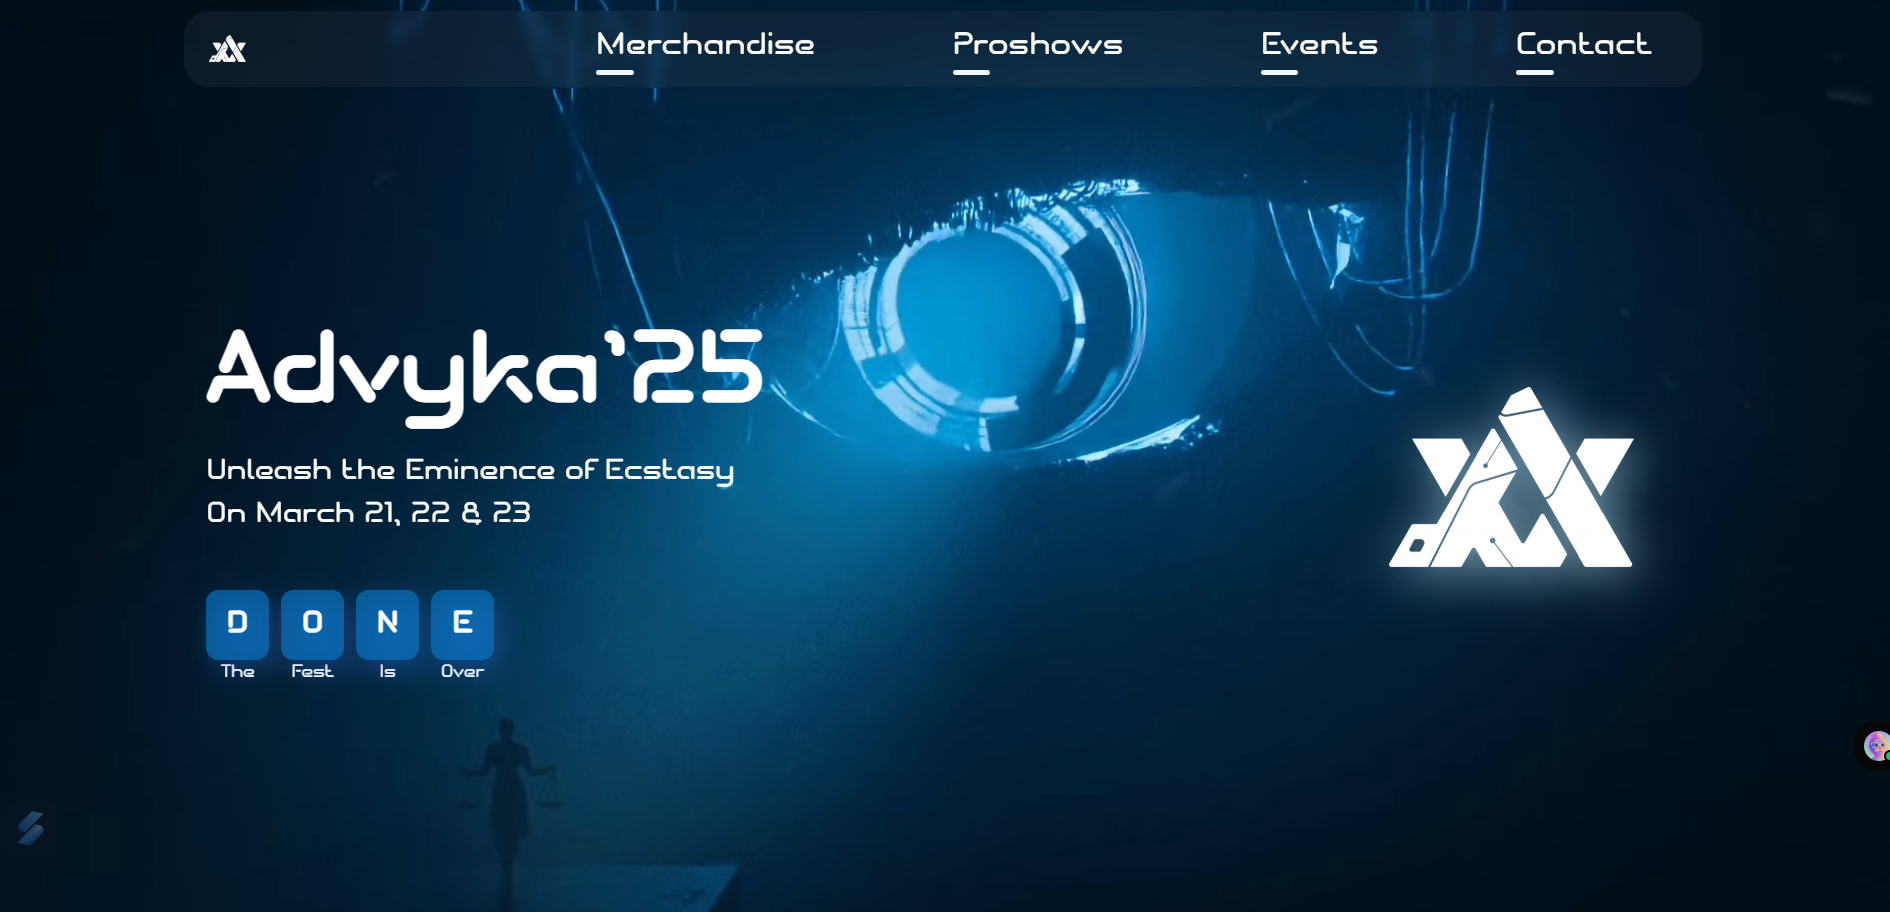 Merchandise Proshows Events Contact
Advyka'25
Unleash the Eminence of Ecstasy
On March 21, 22 & 23
D O N E
The Fest Is Over